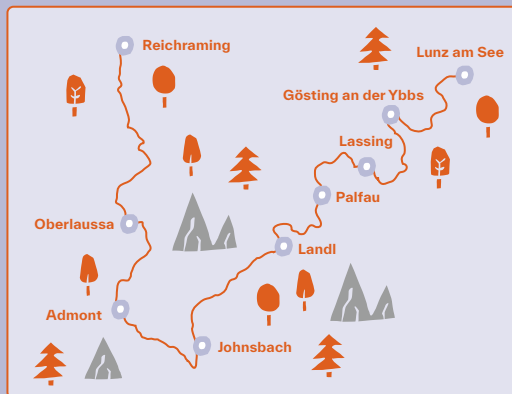 Reichraming
Lunz am See
Gösting an der Ybbs
Lassing
Palfau
Oberlaussa
Landl
Admont
Johnsbach